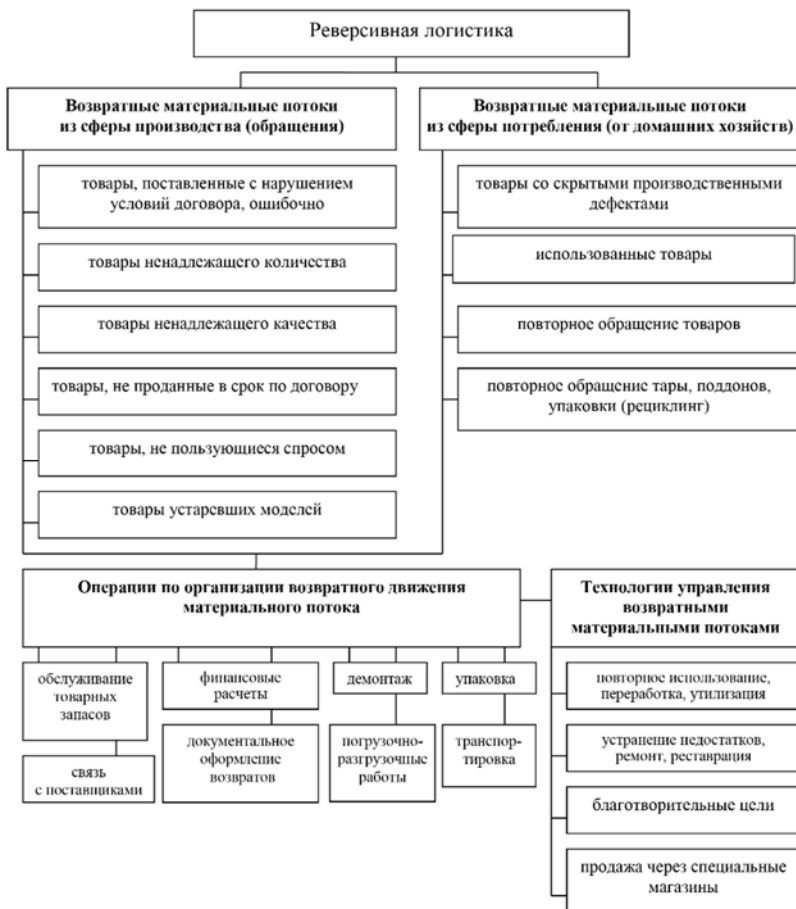 Реверсивная логистика
Возвратные материальные потоки
из сферы производства (обращения)
товары, поставленные с нарушением
условий договора, ошибочно
товары ненадлежащего количества
товары ненадлежащего качества
товары, не проданные в срок по договору
товары, не пользующиеся спросом
товары устаревших моделей
Возвратные материальные потоки
из сферы потребления (от домашних хозяйств)
товары со скрытыми производственными
дефектами
использованные товары
повторное обращение товаров
повторное обращение тары, поддонов,
упаковки (рециклинг)
Операции по организации возвратного движения
материального потока
обслуживание
товарных
запасов
связь
с поставщиками
финансовые
расчеты
документальное
оформление
возвратов
демонтаж
погрузочно-
разгрузочные
работы
упаковка
транспор-
тировка
Технологии управления
возвратными
материальными потоками
повторное использование,
переработка, утилизация
устранение недостатков,
ремонт, реставрация
благотворительные цели
продажа через специальные
магазины